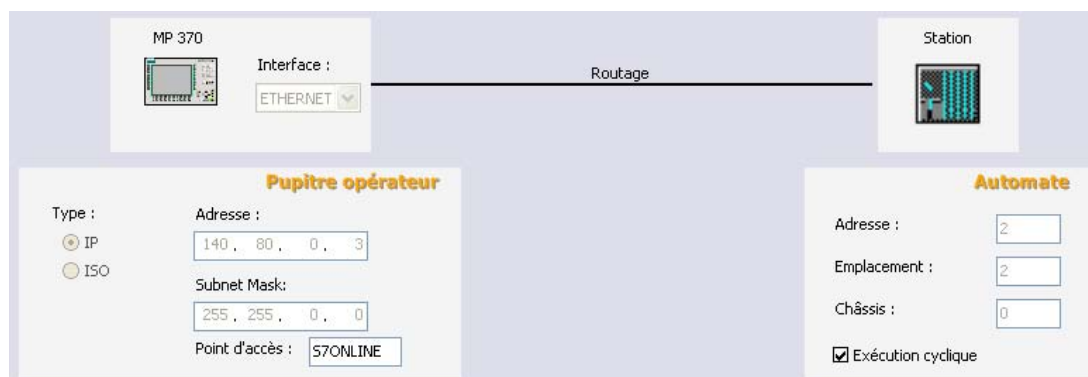 MP 370
Interface :
ETHERNET
Routage
Station
Pupitre opérateur
Type :
IP
ISO
Adresse :
140 . 80 . 0 . 3
Subnet Mask:
255 . 255 . 0 . 0
Point d'accès : S7ONLINE
Automate
Adresse : 2
Emplacement : 2
Châssis : 0
Exécution cyclique